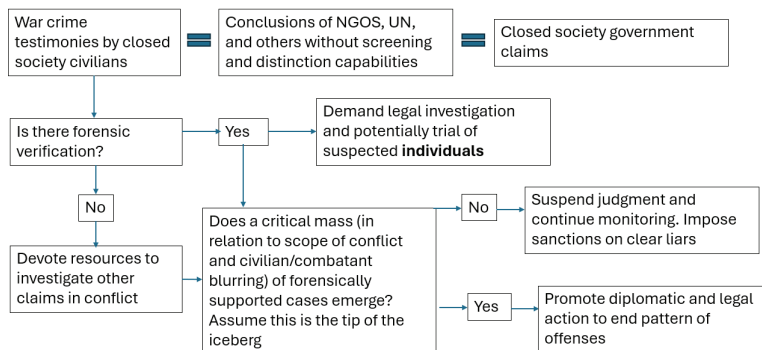 War crime
testimonies by closed
society civilians
Conclusions of NGOS, UN,
and others without screening
and distinction capabilities
Closed society government
claims
Is there forensic
verification?
Yes
Demand legal investigation
and potentially trial of
suspected individuals
No
Devote resources to
investigate other
claims in conflict
Does a critical mass (in
relation to scope of conflict
and civilian/combatant
blurring) of forensically
supported cases emerge?
Assume this is the tip of the
iceberg
No
Suspend judgment and
continue monitoring. Impose
sanctions on clear liars
Yes
Promote diplomatic and legal
action to end pattern of
offenses